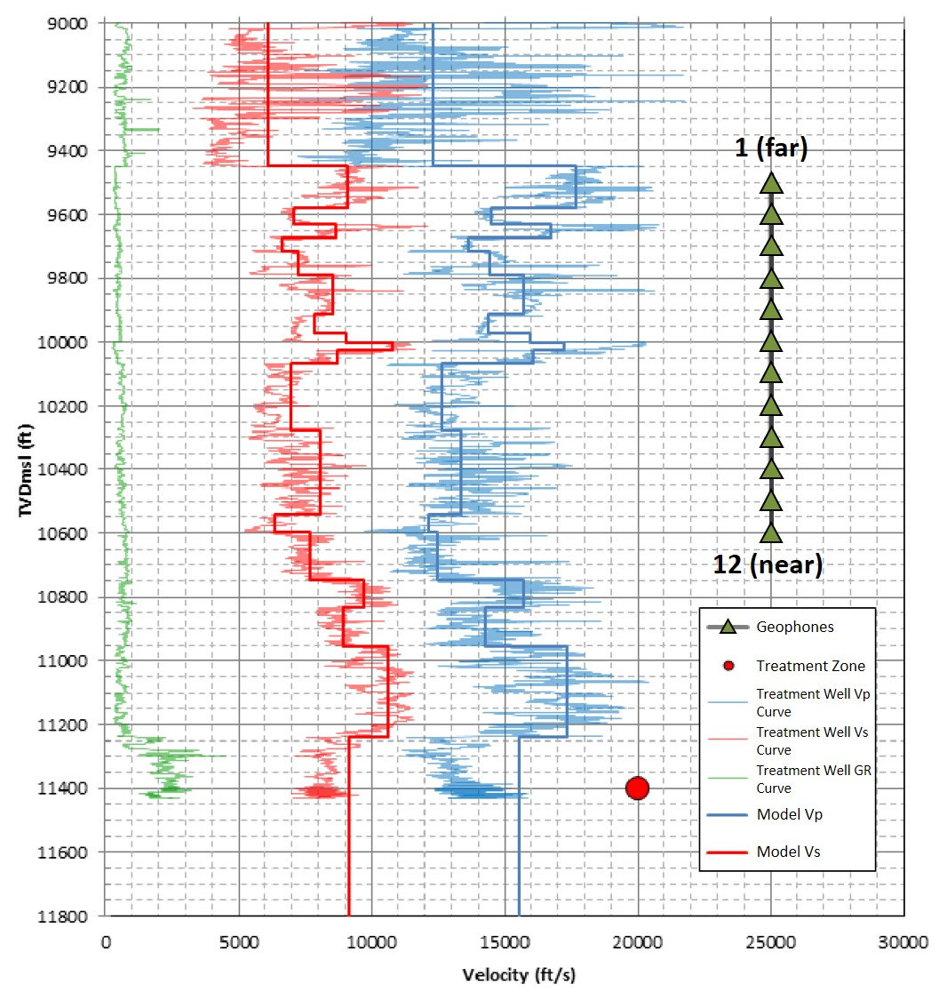 9000
9200
9400
9600
9800
10000
10200
10400
10600
10800
11000
11200
11400
11600
11800
TVDmsl (ft)
0 5000 10000 15000 20000 25000 30000
Velocity (ft/s)
1 (far)
12 (near)
Geophones
Treatment Zone
Treatment Well Vp
Curve
Treatment Well Vs
Curve
Treatment Well GR
Curve
Model Vp
Model Vs